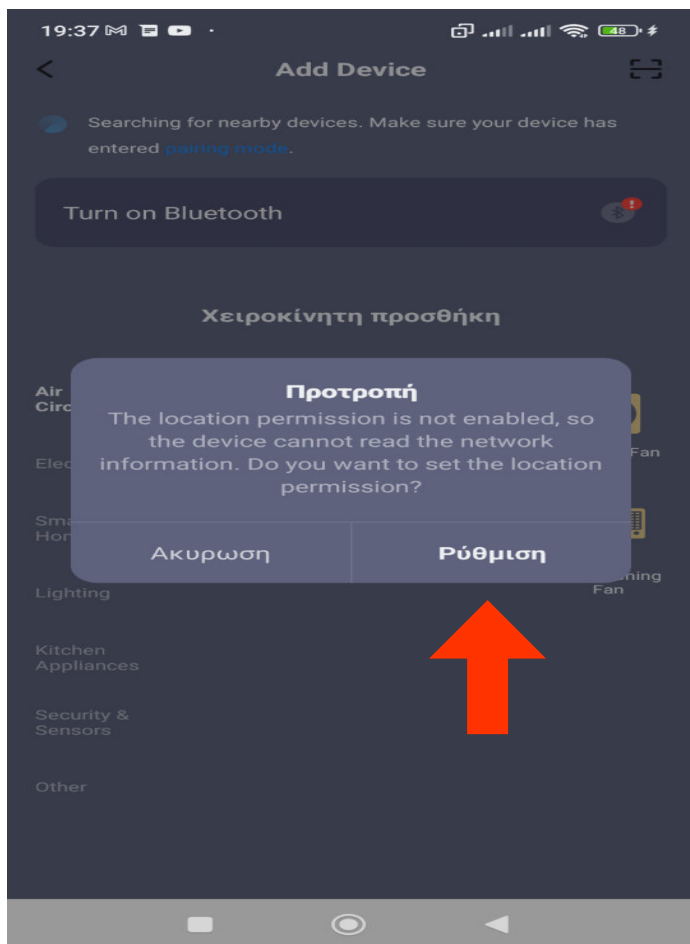 19:37
48
Add Device
Searching for nearby devices. Make sure your device has
entered pairing mode.
Turn on Bluetooth
Χειροκίνητη προσθήκη
Air
Circ
Προτροπή
The location permission is not enabled, so
the device cannot read the network
information. Do you want to set the location
permission?
Ακυρωση
Ρύθμιση
Elec
Fan
Sma
Hom
ning
Fan
Lighting
Kitchen
Appliances
Security &
Sensors
Other